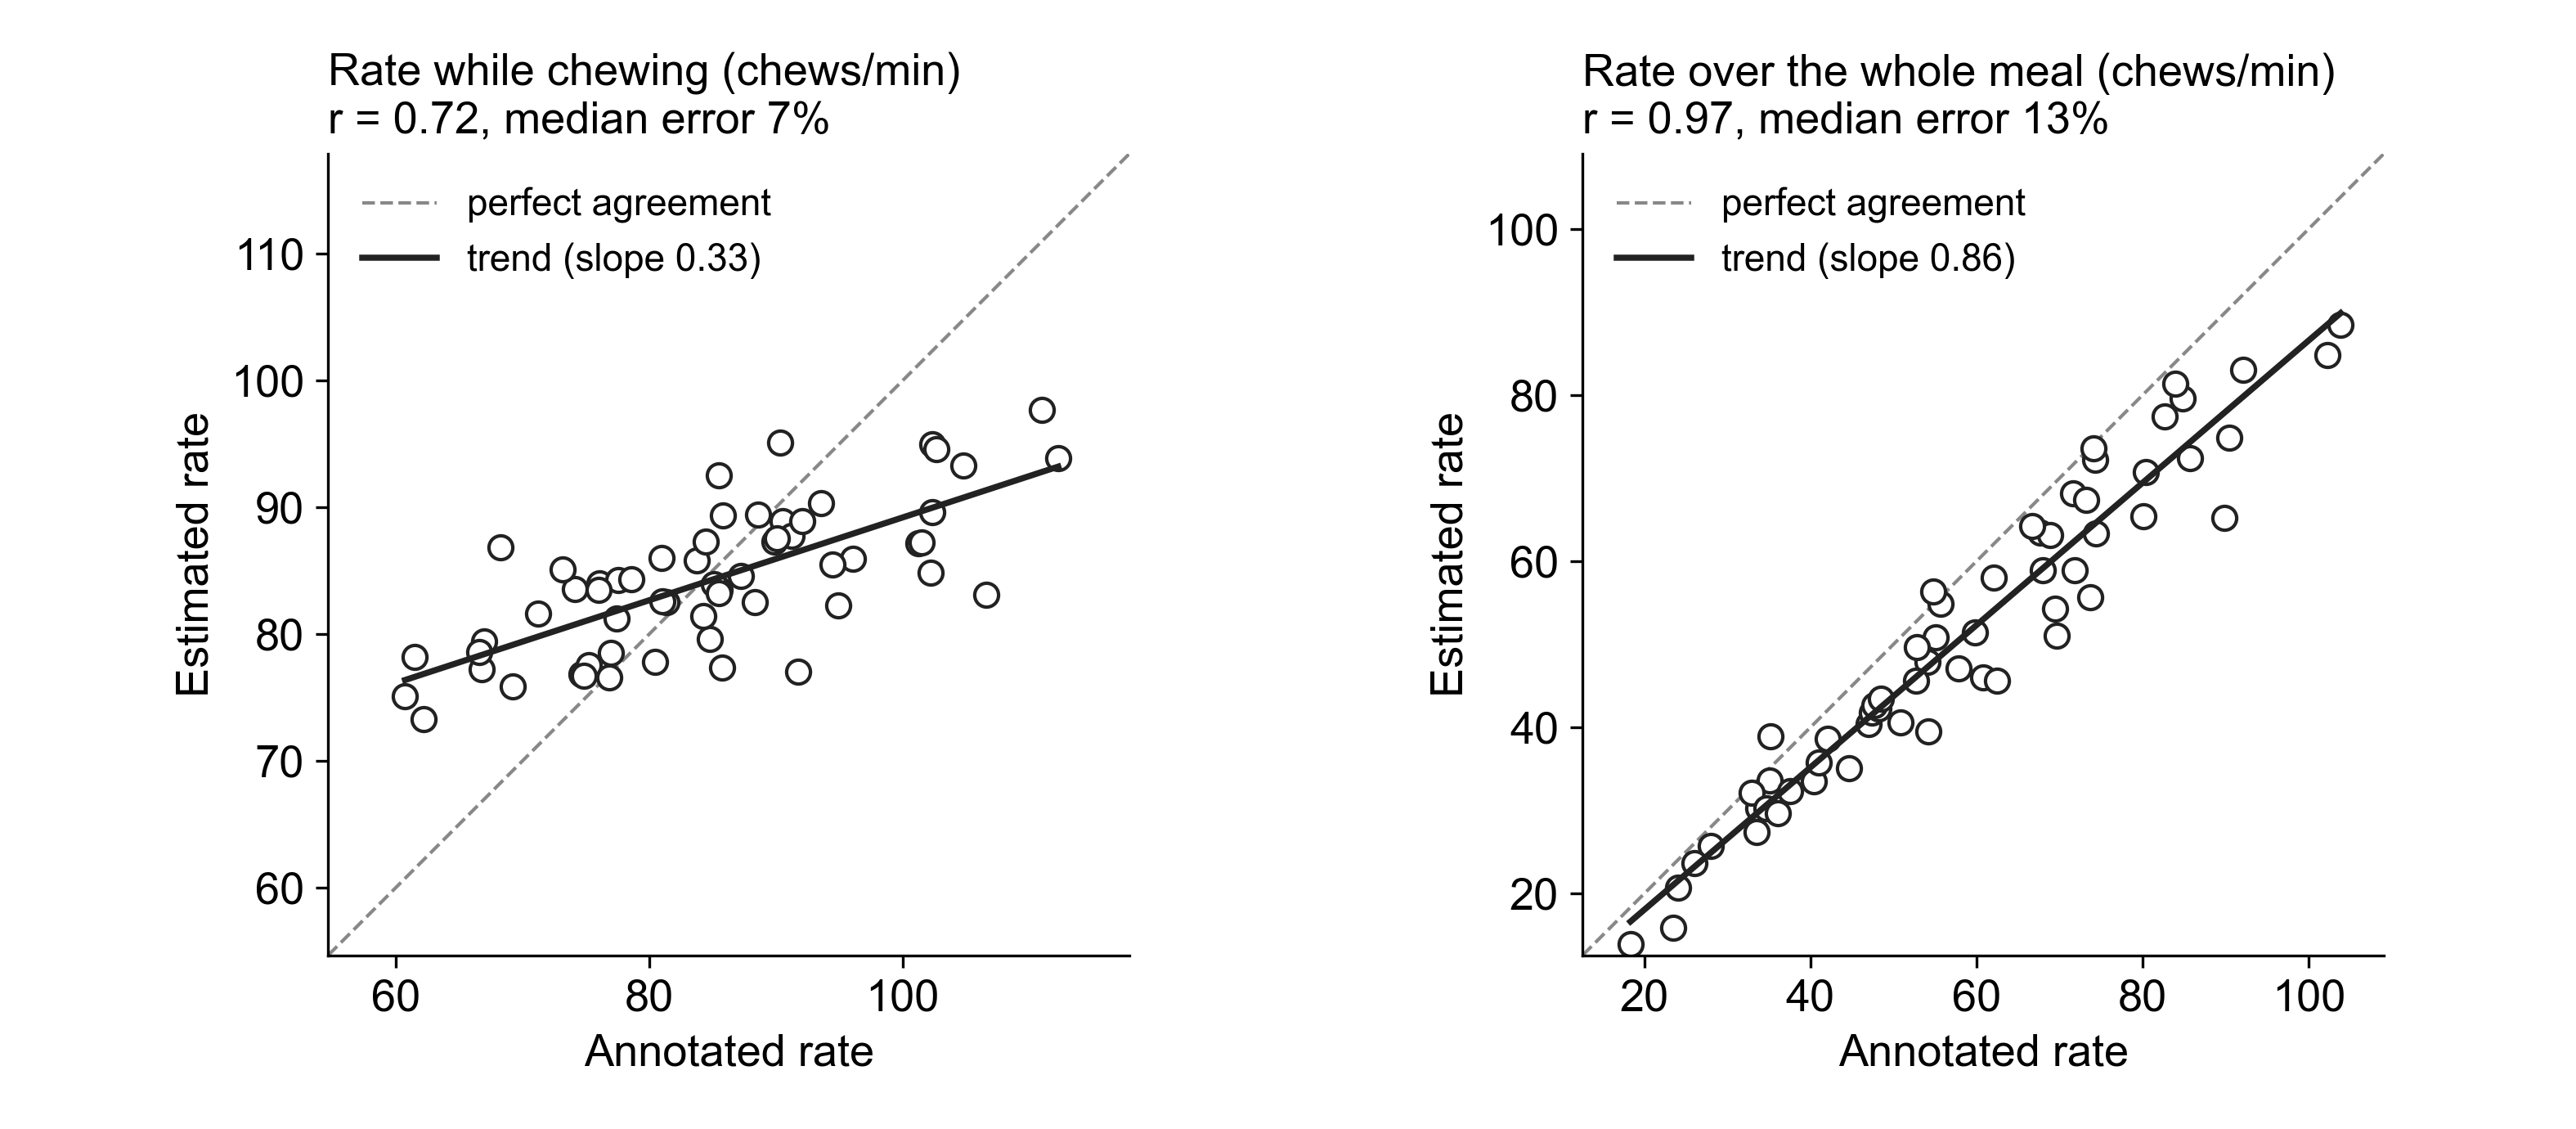 Rate while chewing (chews/min)
r = 0.72, median error 7%
perfect agreement
trend (slope 0.33)
110
100
90
80
70
60
Estimated rate
60 80 100
Annotated rate
Rate over the whole meal (chews/min)
r = 0.97, median error 13%
perfect agreement
trend (slope 0.86)
100
80
60
40
20
Estimated rate
20 40 60 80 100
Annotated rate